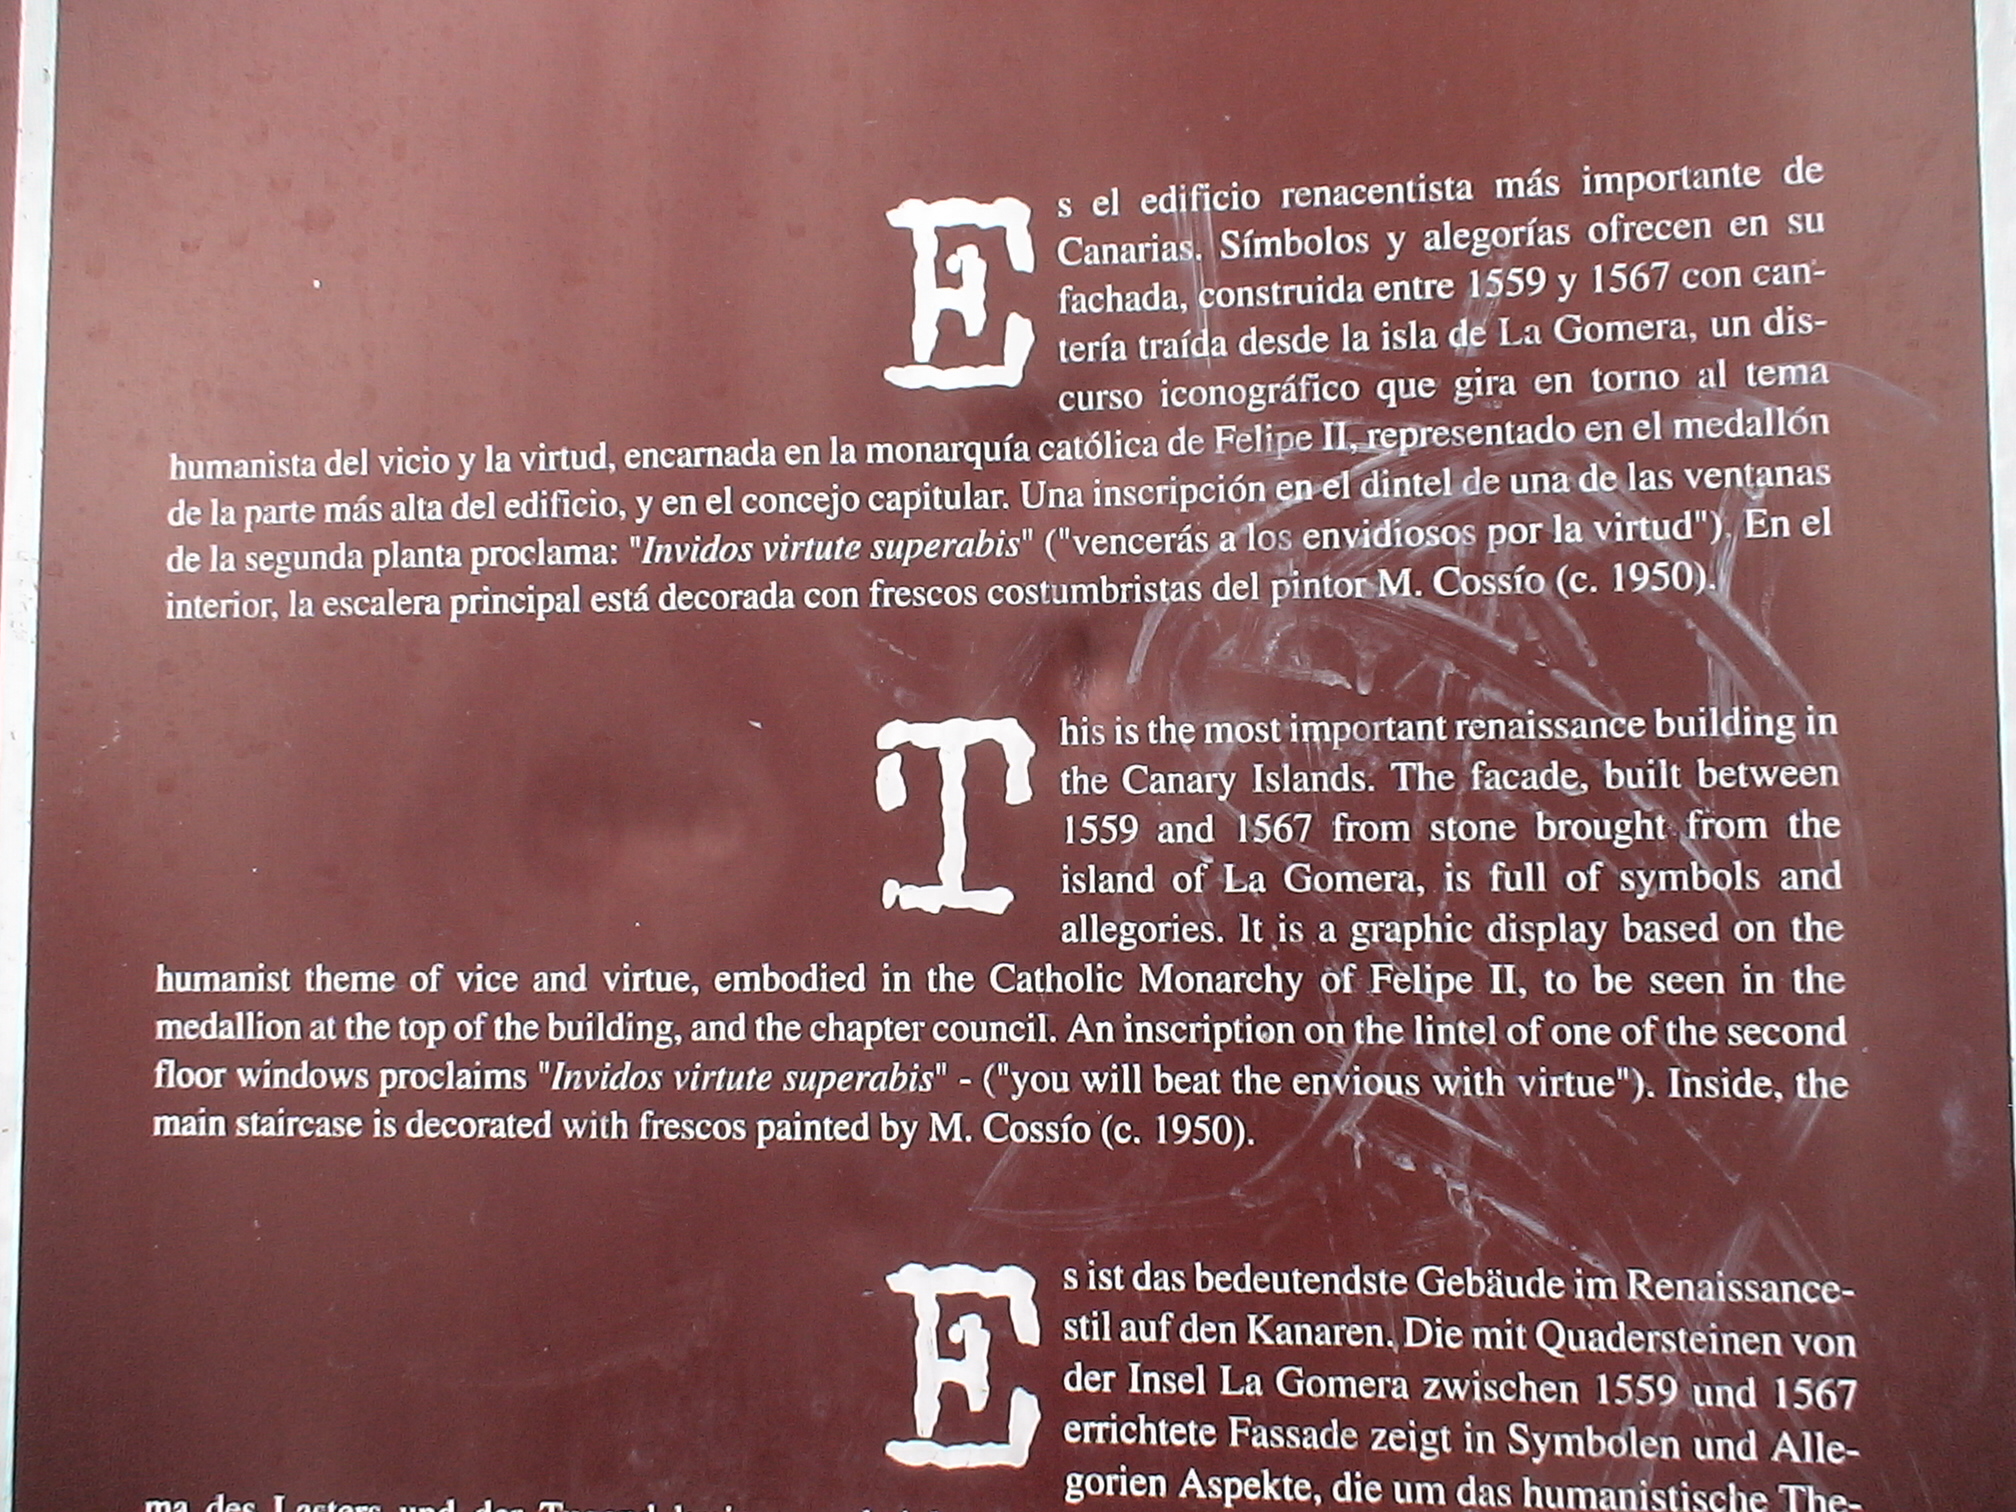 Es el edificio renacentista más importante de
Canarias. Símbolos y alegorías ofrecen en su
fachada, construida entre 1559 y 1567 con can-
tería traída desde la isla de La Gomera, un dis-
curso iconográfico que gira en torno al tema
humanista del vicio y la virtud, encarnada en la monarquía católica de Felipe II, representado en el medallón
de la parte más alta del edificio, y en el concejo capitular. Una inscripción en el dintel de una de las ventanas
de la segunda planta proclama: "Invidos virtute superabis" ("vencerás a los envidiosos por la virtud"). En el
interior, la escalera principal está decorada con frescos costumbristas del pintor M. Cossío (c. 1950).
This is the most important renaissance building in
the Canary Islands. The facade, built between
1559 and 1567 from stone brought from the
island of La Gomera, is full of symbols and
allegories. It is a graphic display based on the
humanist theme of vice and virtue, embodied in the Catholic Monarchy of Felipe II, to be seen in the
medallion at the top of the building, and the chapter council. An inscription on the lintel of one of the second
floor windows proclaims "Invidos virtute superabis" - ("you will beat the envious with virtue"). Inside, the
main staircase is decorated with frescos painted by M. Cossío (c. 1950).
Es ist das bedeutendste Gebäude im Renaissance-
stil auf den Kanaren. Die mit Quadersteinen von
der Insel La Gomera zwischen 1559 und 1567
errichtete Fassade zeigt in Symbolen und Alle-
gorien Aspekte, die um das humanistische The-
ma des Lasters und der